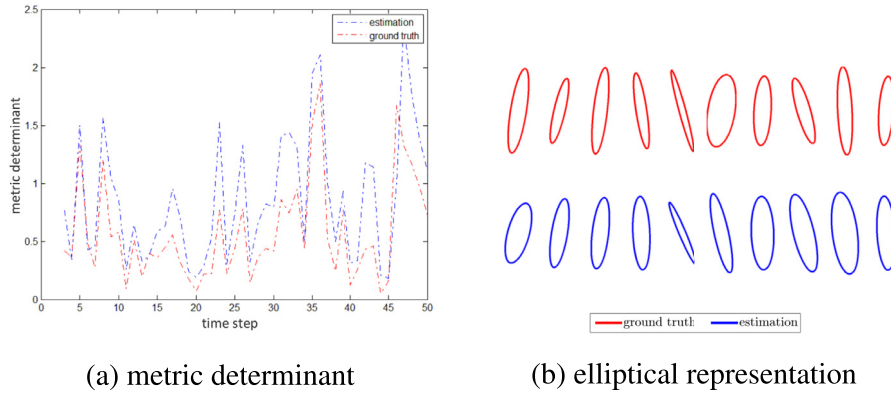 2.5
2
1.5
1
0.5
0
metric determinant
estimation
ground truth
0 5 10 15 20 25 30 35 40 45 50
time step
ground truth estimation
(a) metric determinant
(b) elliptical representation